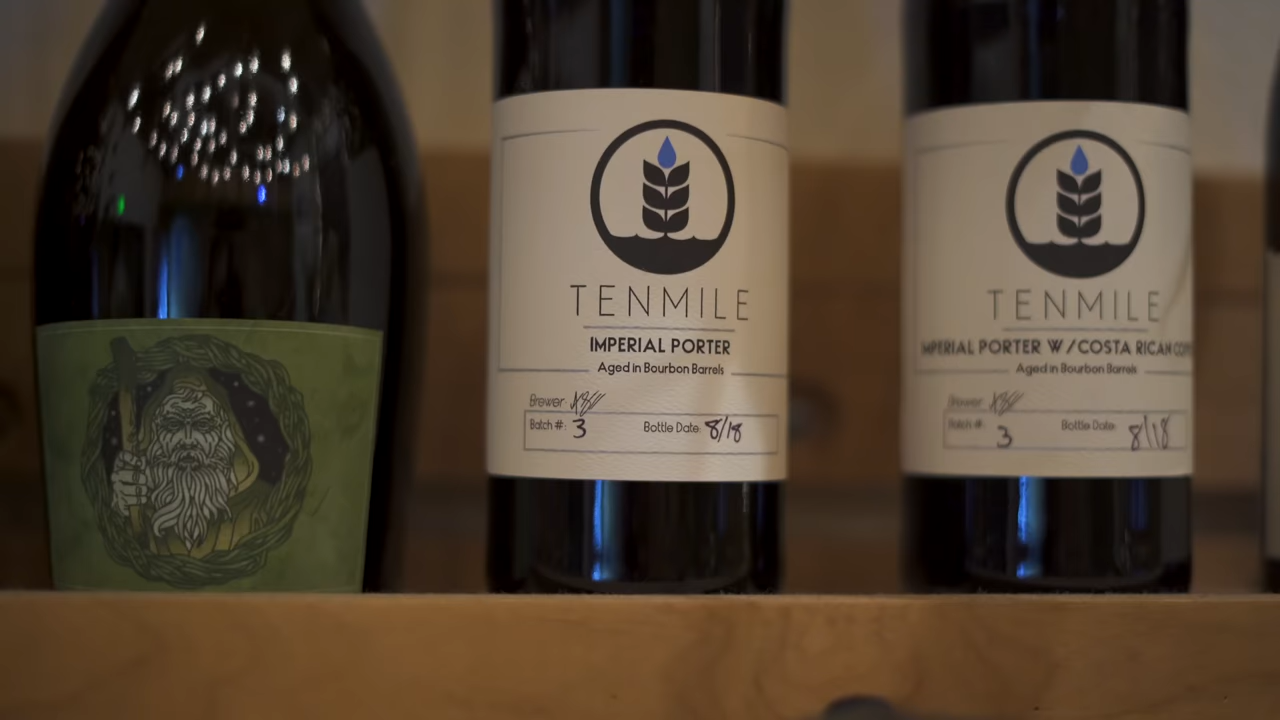 TENMILE
IMPERIAL PORTER
Aged in Bourbon Barrels
Brewer:
Batch #: 3 Bottle Date: 8/18
TENMILE
IMPERIAL PORTER W/COSTA RICAN
Aged in Bourbon Barrels
Brewer:
Batch #: 3 Bottle Date: 8/18